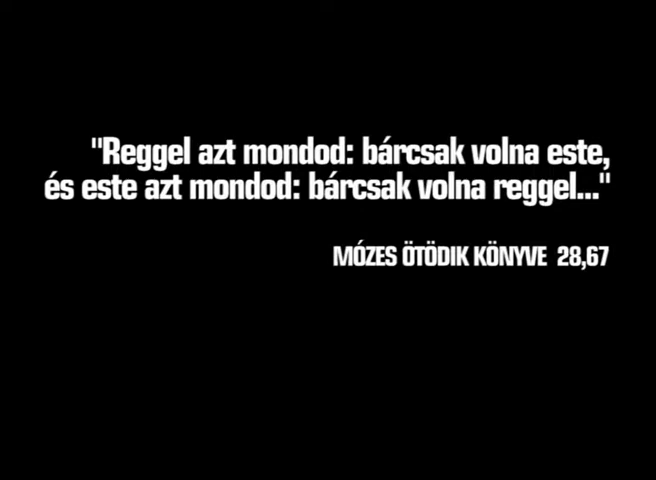 "Reggel azt mondod: bárcsak volna este,
és este azt mondod: bárcsak volna reggel..."
MÓZES ÖTÖDIK KÖNYVE 28,67